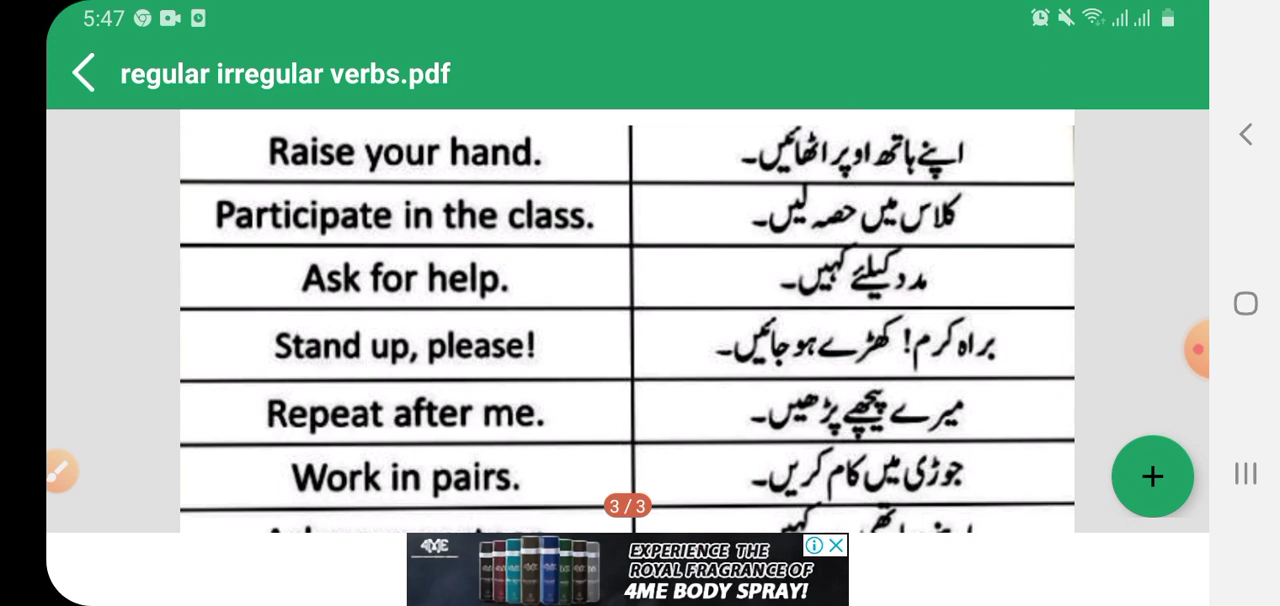 5:47
regular irregular verbs.pdf
Raise your hand. اپنے ہاتھ اوپر اٹھائیں۔
Participate in the class. کلاس میں حصہ لیں۔
Ask for help. مدد کیلئے کہیں۔
Stand up, please! براہ کرم! کھڑے ہو جائیں۔
Repeat after me. میرے پیچھے پڑھیں۔
Work in pairs. جوڑی میں کام کریں۔
3 / 3
4ME
EXPERIENCE THE
ROYAL FRAGRANCE OF
4ME BODY SPRAY!